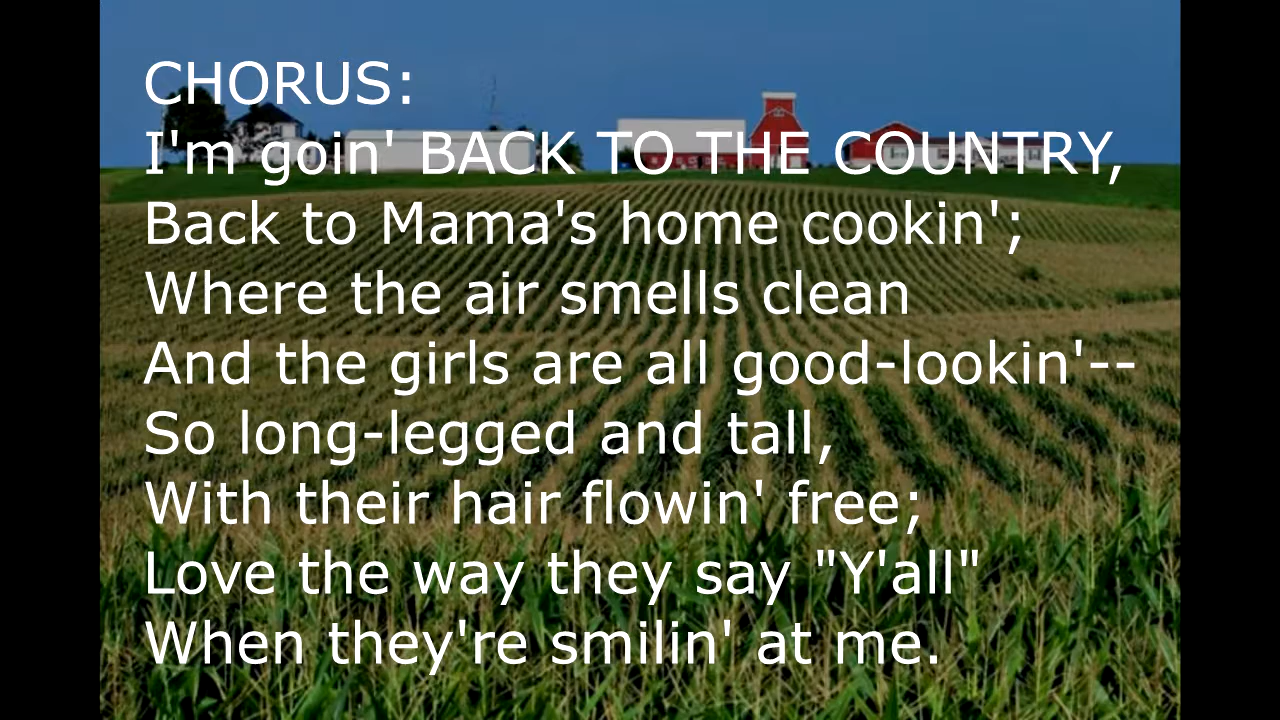 CHORUS:
I'm goin' BACK TO THE COUNTRY,
Back to Mama's home cookin';
Where the air smells clean
And the girls are all good-lookin'--
So long-legged and tall,
With their hair flowin' free;
Love the way they say "Y'all"
When they're smilin' at me.